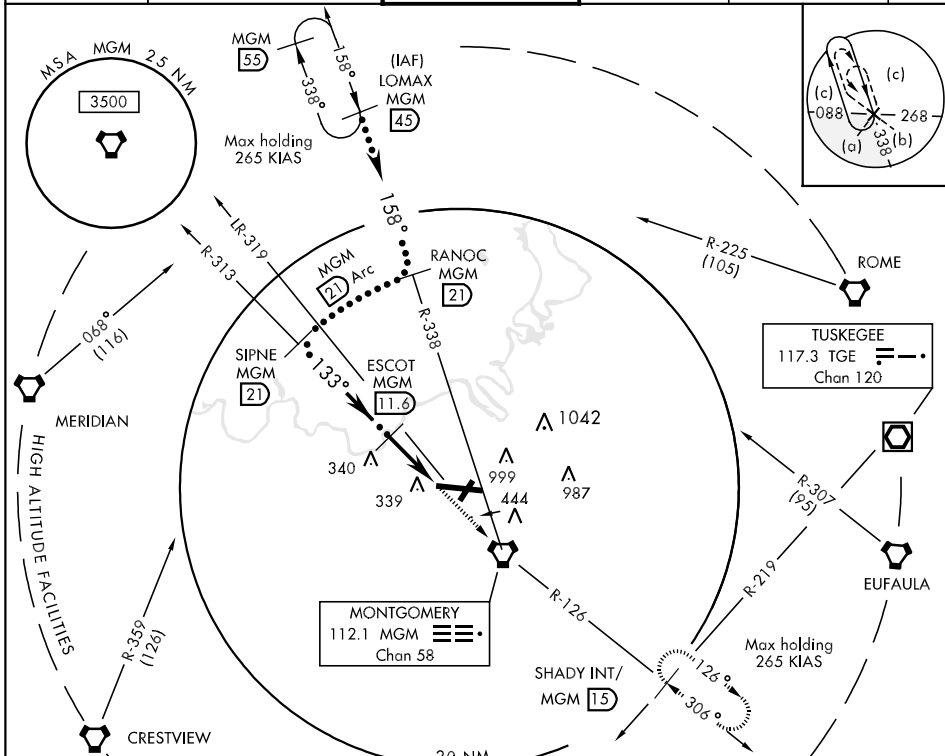 MSA MGM 25 NM
3500
MGM
55
158°
338°
(IAF)
LOMAX
MGM
45
Max holding
265 KIAS
(c)
(c)
088
268
(a)
338
(b)
158°
LR-319
R-313
MGM
21 Arc
RANOC
MGM
21
R-225
(105)
ROME
068°
(116)
SIPNE
MGM
21
133°
ESCOT
MGM
11.6
R-338
TUSKEGEE
117.3 TGE
Chan 120
MERIDIAN
1042
340
999
339
444
987
R-307
(95)
HIGH ALTITUDE FACILITIES
EUFAULA
R-219
R-126
R-359
(126)
MONTGOMERY
112.1 MGM
Chan 58
Max holding
265 KIAS
SHADY INT/
MGM 15
126°
306°
CRESTVIEW
20 NM